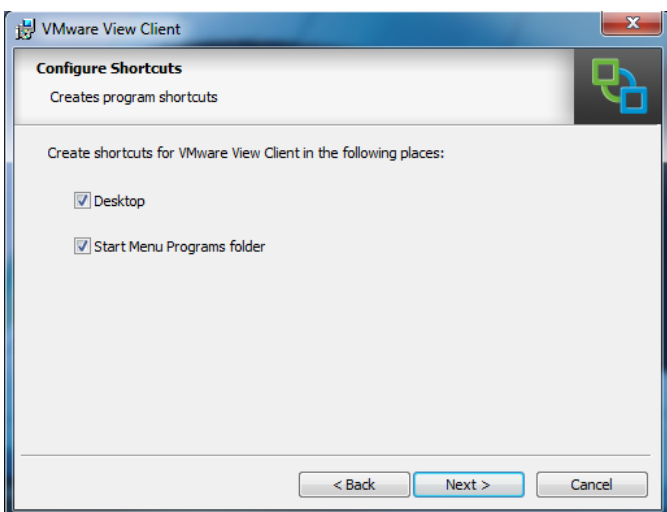 VMware View Client
Configure Shortcuts
Creates program shortcuts
Create shortcuts for VMware View Client in the following places:
Desktop
Start Menu Programs folder
< Back
Next >
Cancel